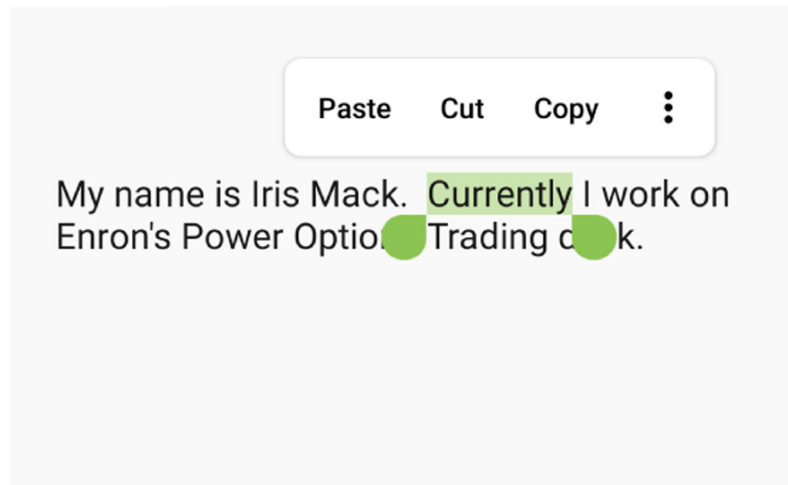 Paste Cut Copy
My name is Iris Mack.  Currently I work on
Enron's Power Trading